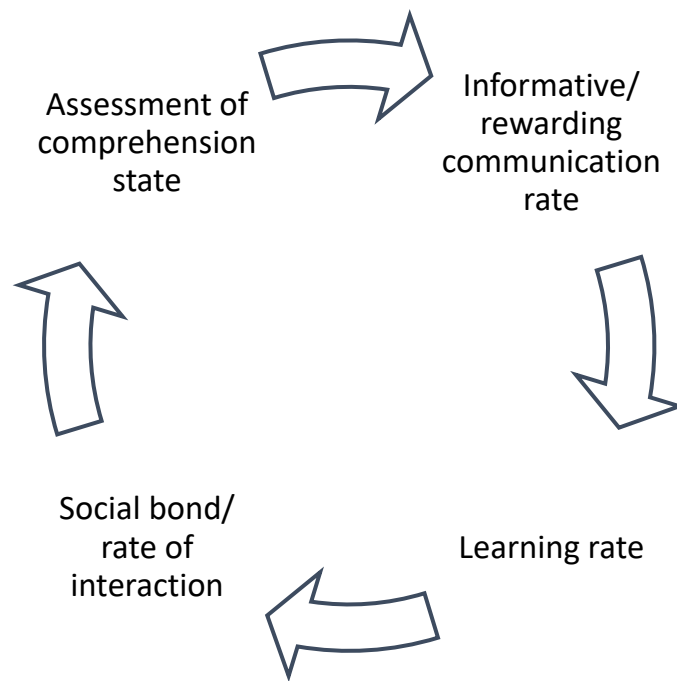 Assessment of
comprehension
state
Informative/
rewarding
communication
rate
Learning rate
Social bond/
rate of
interaction